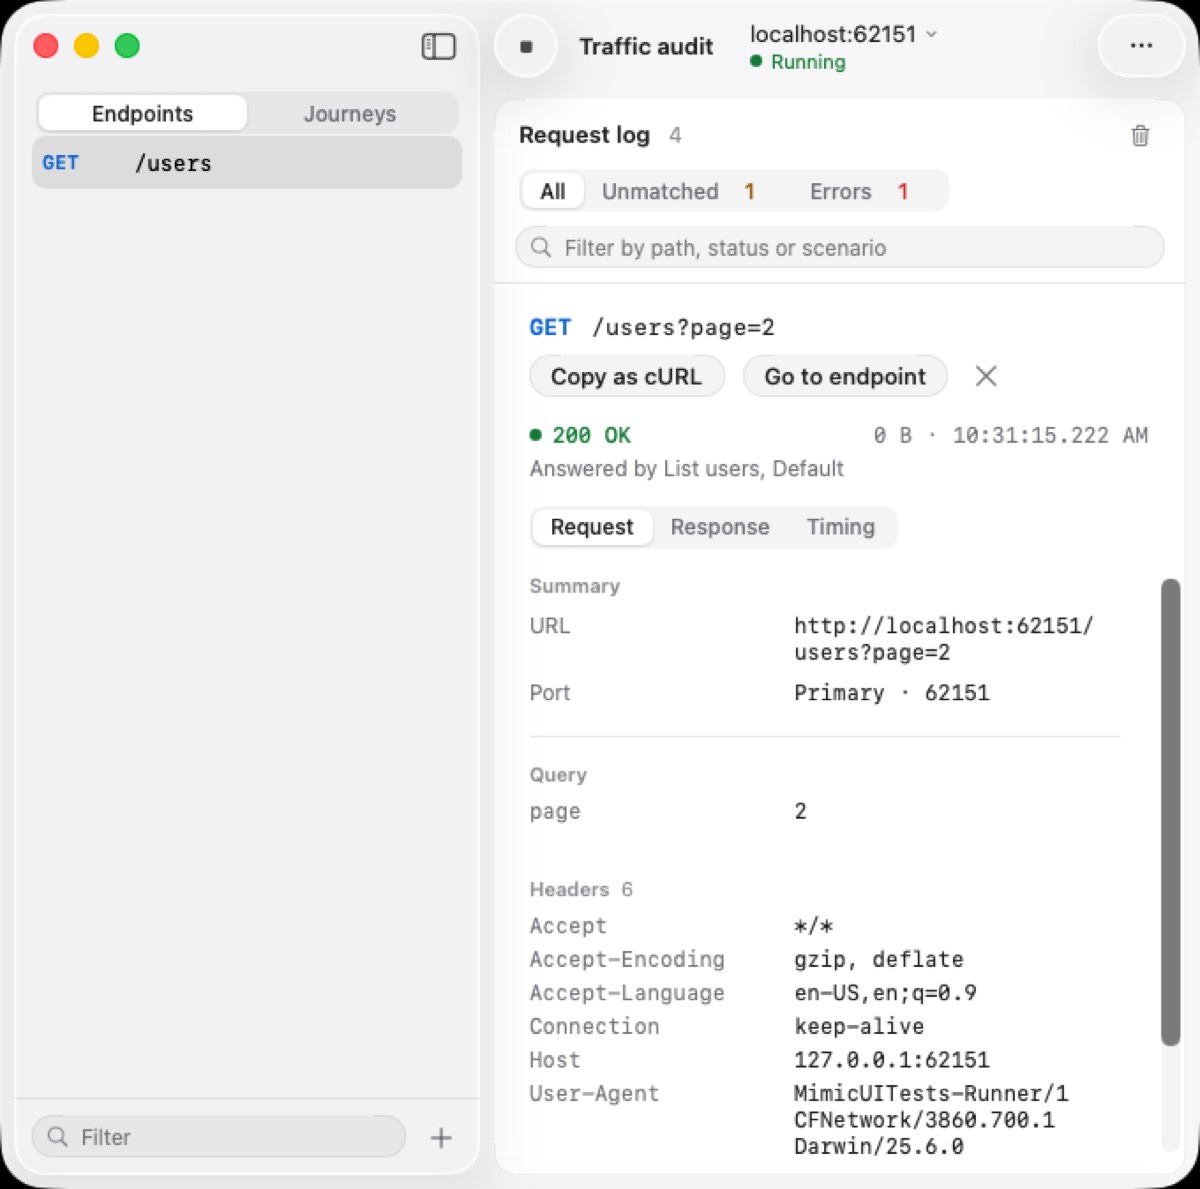 Endpoints
Journeys
GET /users
Filter
Traffic audit
localhost:62151
Running
Request log 4
All
Unmatched 1
Errors 1
Filter by path, status or scenario
GET /users?page=2
Copy as cURL
Go to endpoint
200 OK
0 B · 10:31:15.222 AM
Answered by List users, Default
Request
Response
Timing
Summary
URL http://localhost:62151/
users?page=2
Port Primary · 62151
Query
page 2
Headers 6
Accept */*
Accept-Encoding gzip, deflate
Accept-Language en-US,en;q=0.9
Connection keep-alive
Host 127.0.0.1:62151
User-Agent MimicUITests-Runner/1
CFNetwork/3860.700.1
Darwin/25.6.0